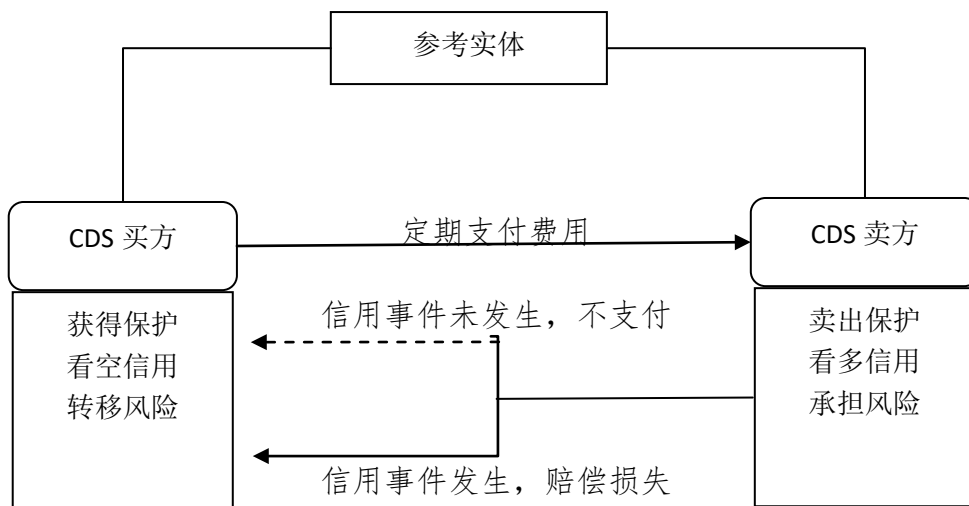 参考实体
CDS 买方
定期支付费用
CDS 卖方
获得保护
看空信用
转移风险
信用事件未发生，不支付
信用事件发生，赔偿损失
卖出保护
看多信用
承担风险